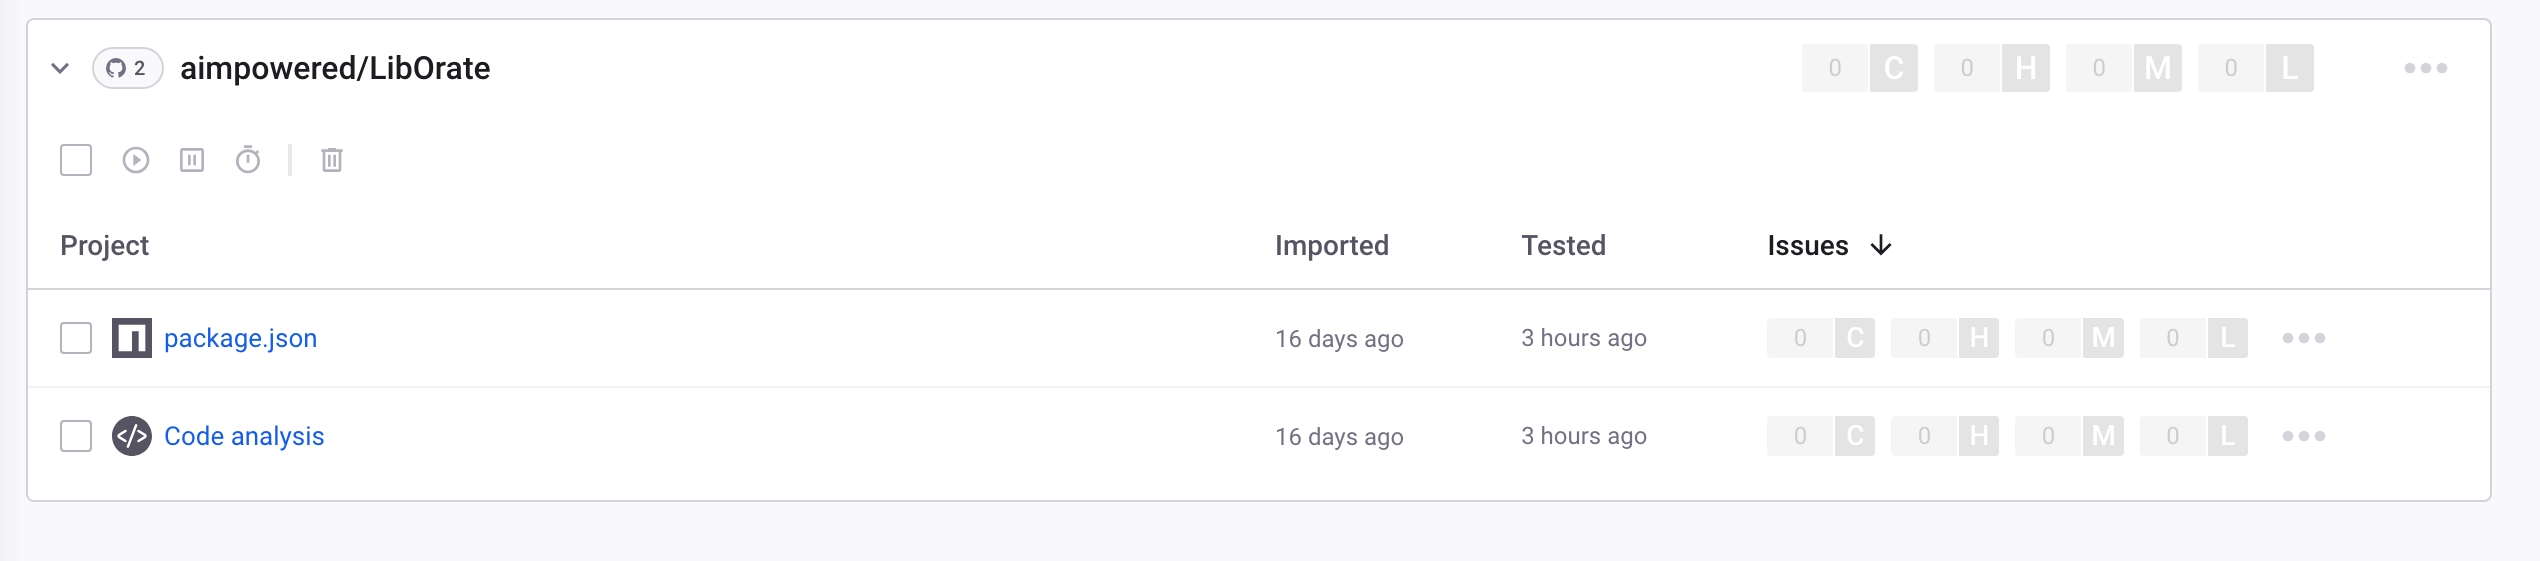 2 aimpowered/LibOrate 0 C 0 H 0 M 0 L
Project Imported Tested Issues
package.json 16 days ago 3 hours ago 0 C 0 H 0 M 0 L
Code analysis 16 days ago 3 hours ago 0 C 0 H 0 M 0 L